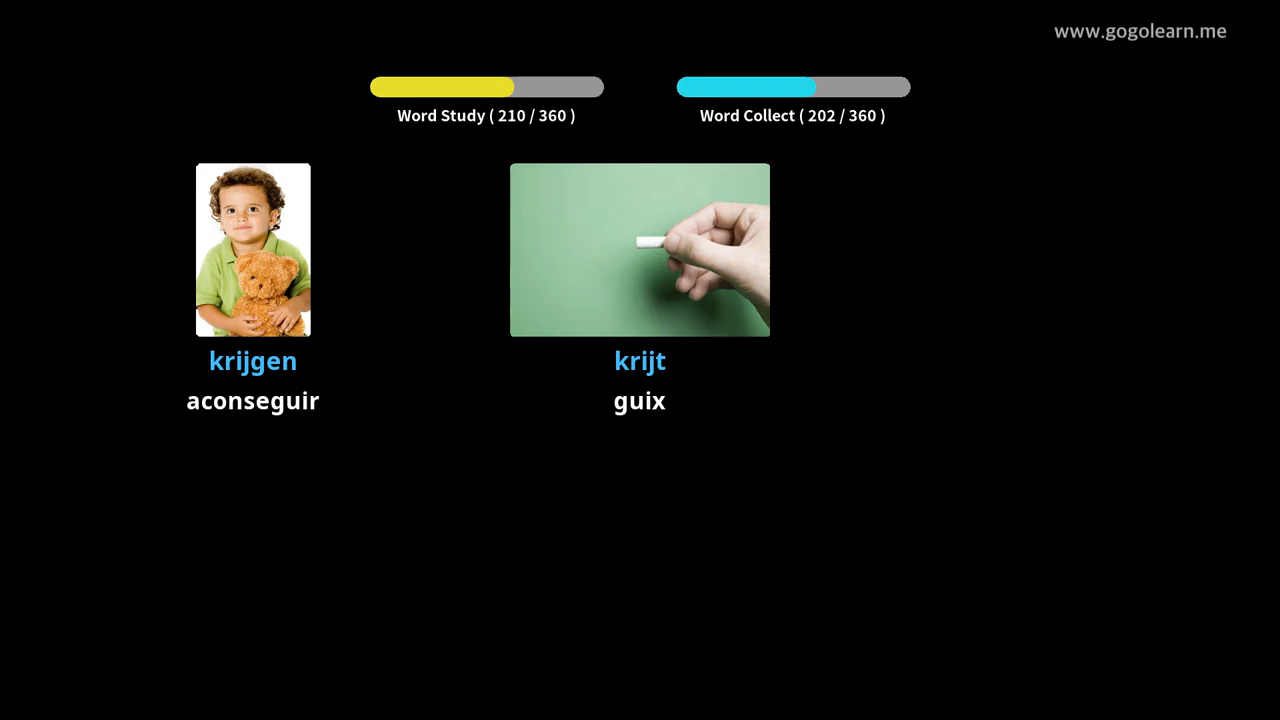 www.gogolearn.me
Word Study ( 210 / 360 )
Word Collect ( 202 / 360 )
krijgen
aconseguir
krijt
guix